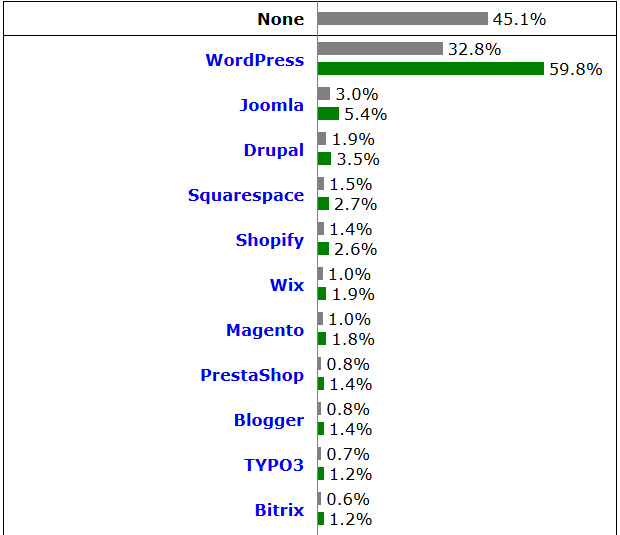 None 45.1%
WordPress 32.8%
59.8%
Joomla 3.0%
5.4%
Drupal 1.9%
3.5%
Squarespace 1.5%
2.7%
Shopify 1.4%
2.6%
Wix 1.0%
1.9%
Magento 1.0%
1.8%
PrestaShop 0.8%
1.4%
Blogger 0.8%
1.4%
TYPO3 0.7%
1.2%
Bitrix 0.6%
1.2%